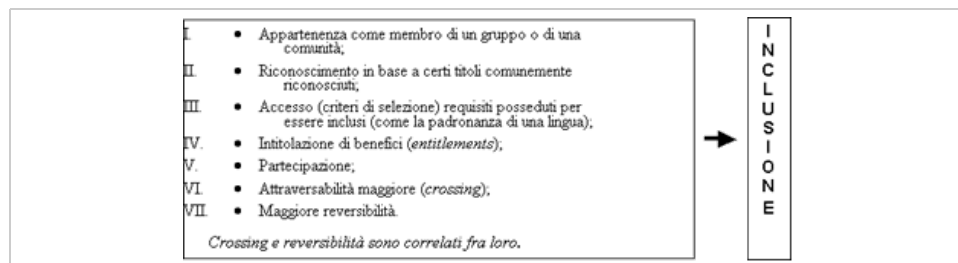 I. • Appartenenza come membro di un gruppo o di una
comunità;
II. • Riconoscimento in base a certi titoli comunemente
riconosciuti;
III. • Accesso (criteri di selezione) requisiti posseduti per
essere inclusi (come la padronanza di una lingua);
IV. • Intitolazione di benefici (entitlements);
V. • Partecipazione;
VI. • Attraversabilità maggiore (crossing);
VII. • Maggiore reversibilità.
Crossing e reversibilità sono correlati fra loro.
INCLUSIONE